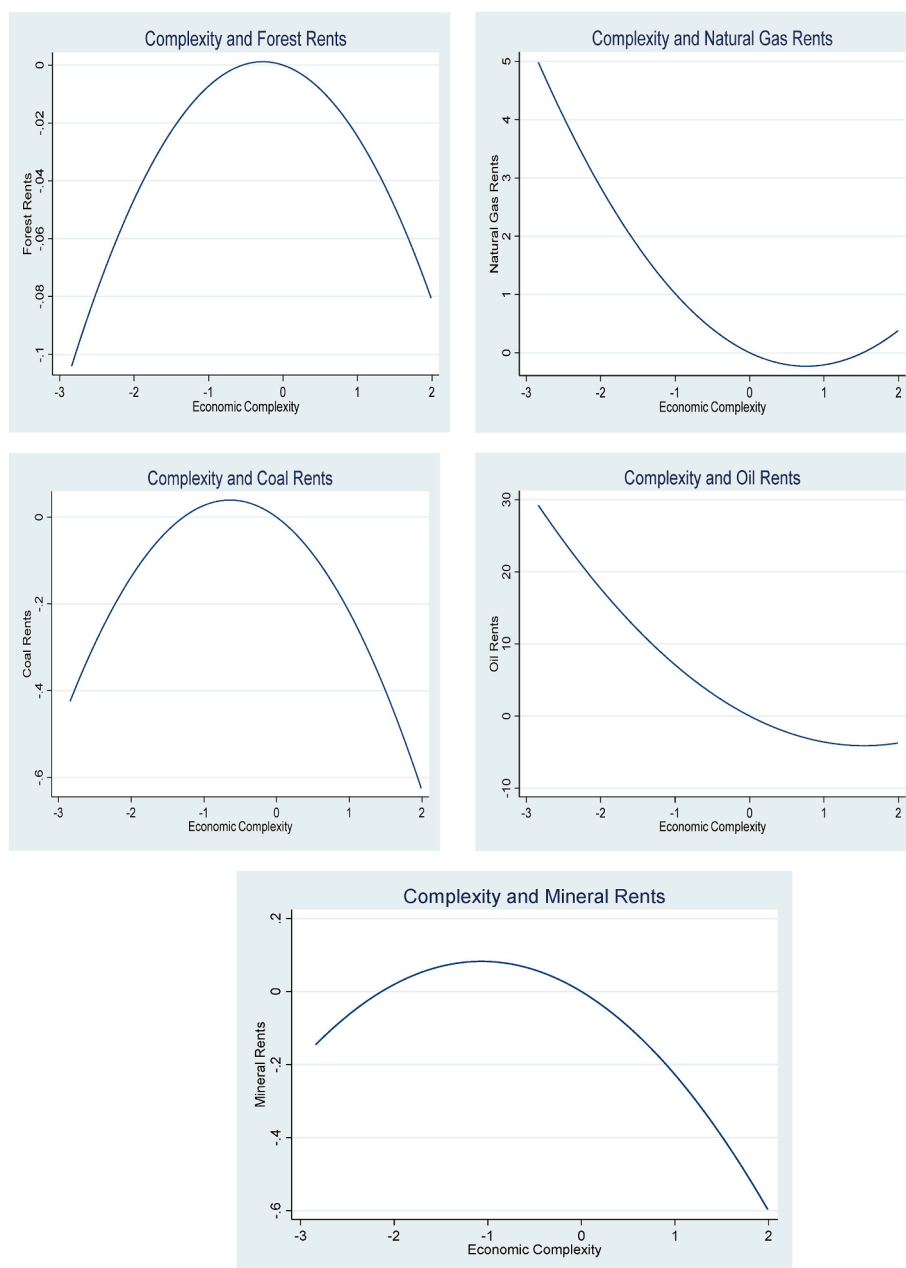 Complexity and Forest Rents
Forest Rents
0
-.02
-.04
-.06
-.08
-.1
-3 -2 -1 0 1 2
Economic Complexity
Complexity and Natural Gas Rents
Natural Gas Rents
5
4
3
2
1
0
-3 -2 -1 0 1 2
Economic Complexity
Complexity and Coal Rents
Coal Rents
0
-.2
-.4
-.6
-3 -2 -1 0 1 2
Economic Complexity
Complexity and Oil Rents
Oil Rents
30
20
10
0
-10
-3 -2 -1 0 1 2
Economic Complexity
Complexity and Mineral Rents
Mineral Rents
.2
0
-.2
-.4
-.6
-3 -2 -1 0 1 2
Economic Complexity